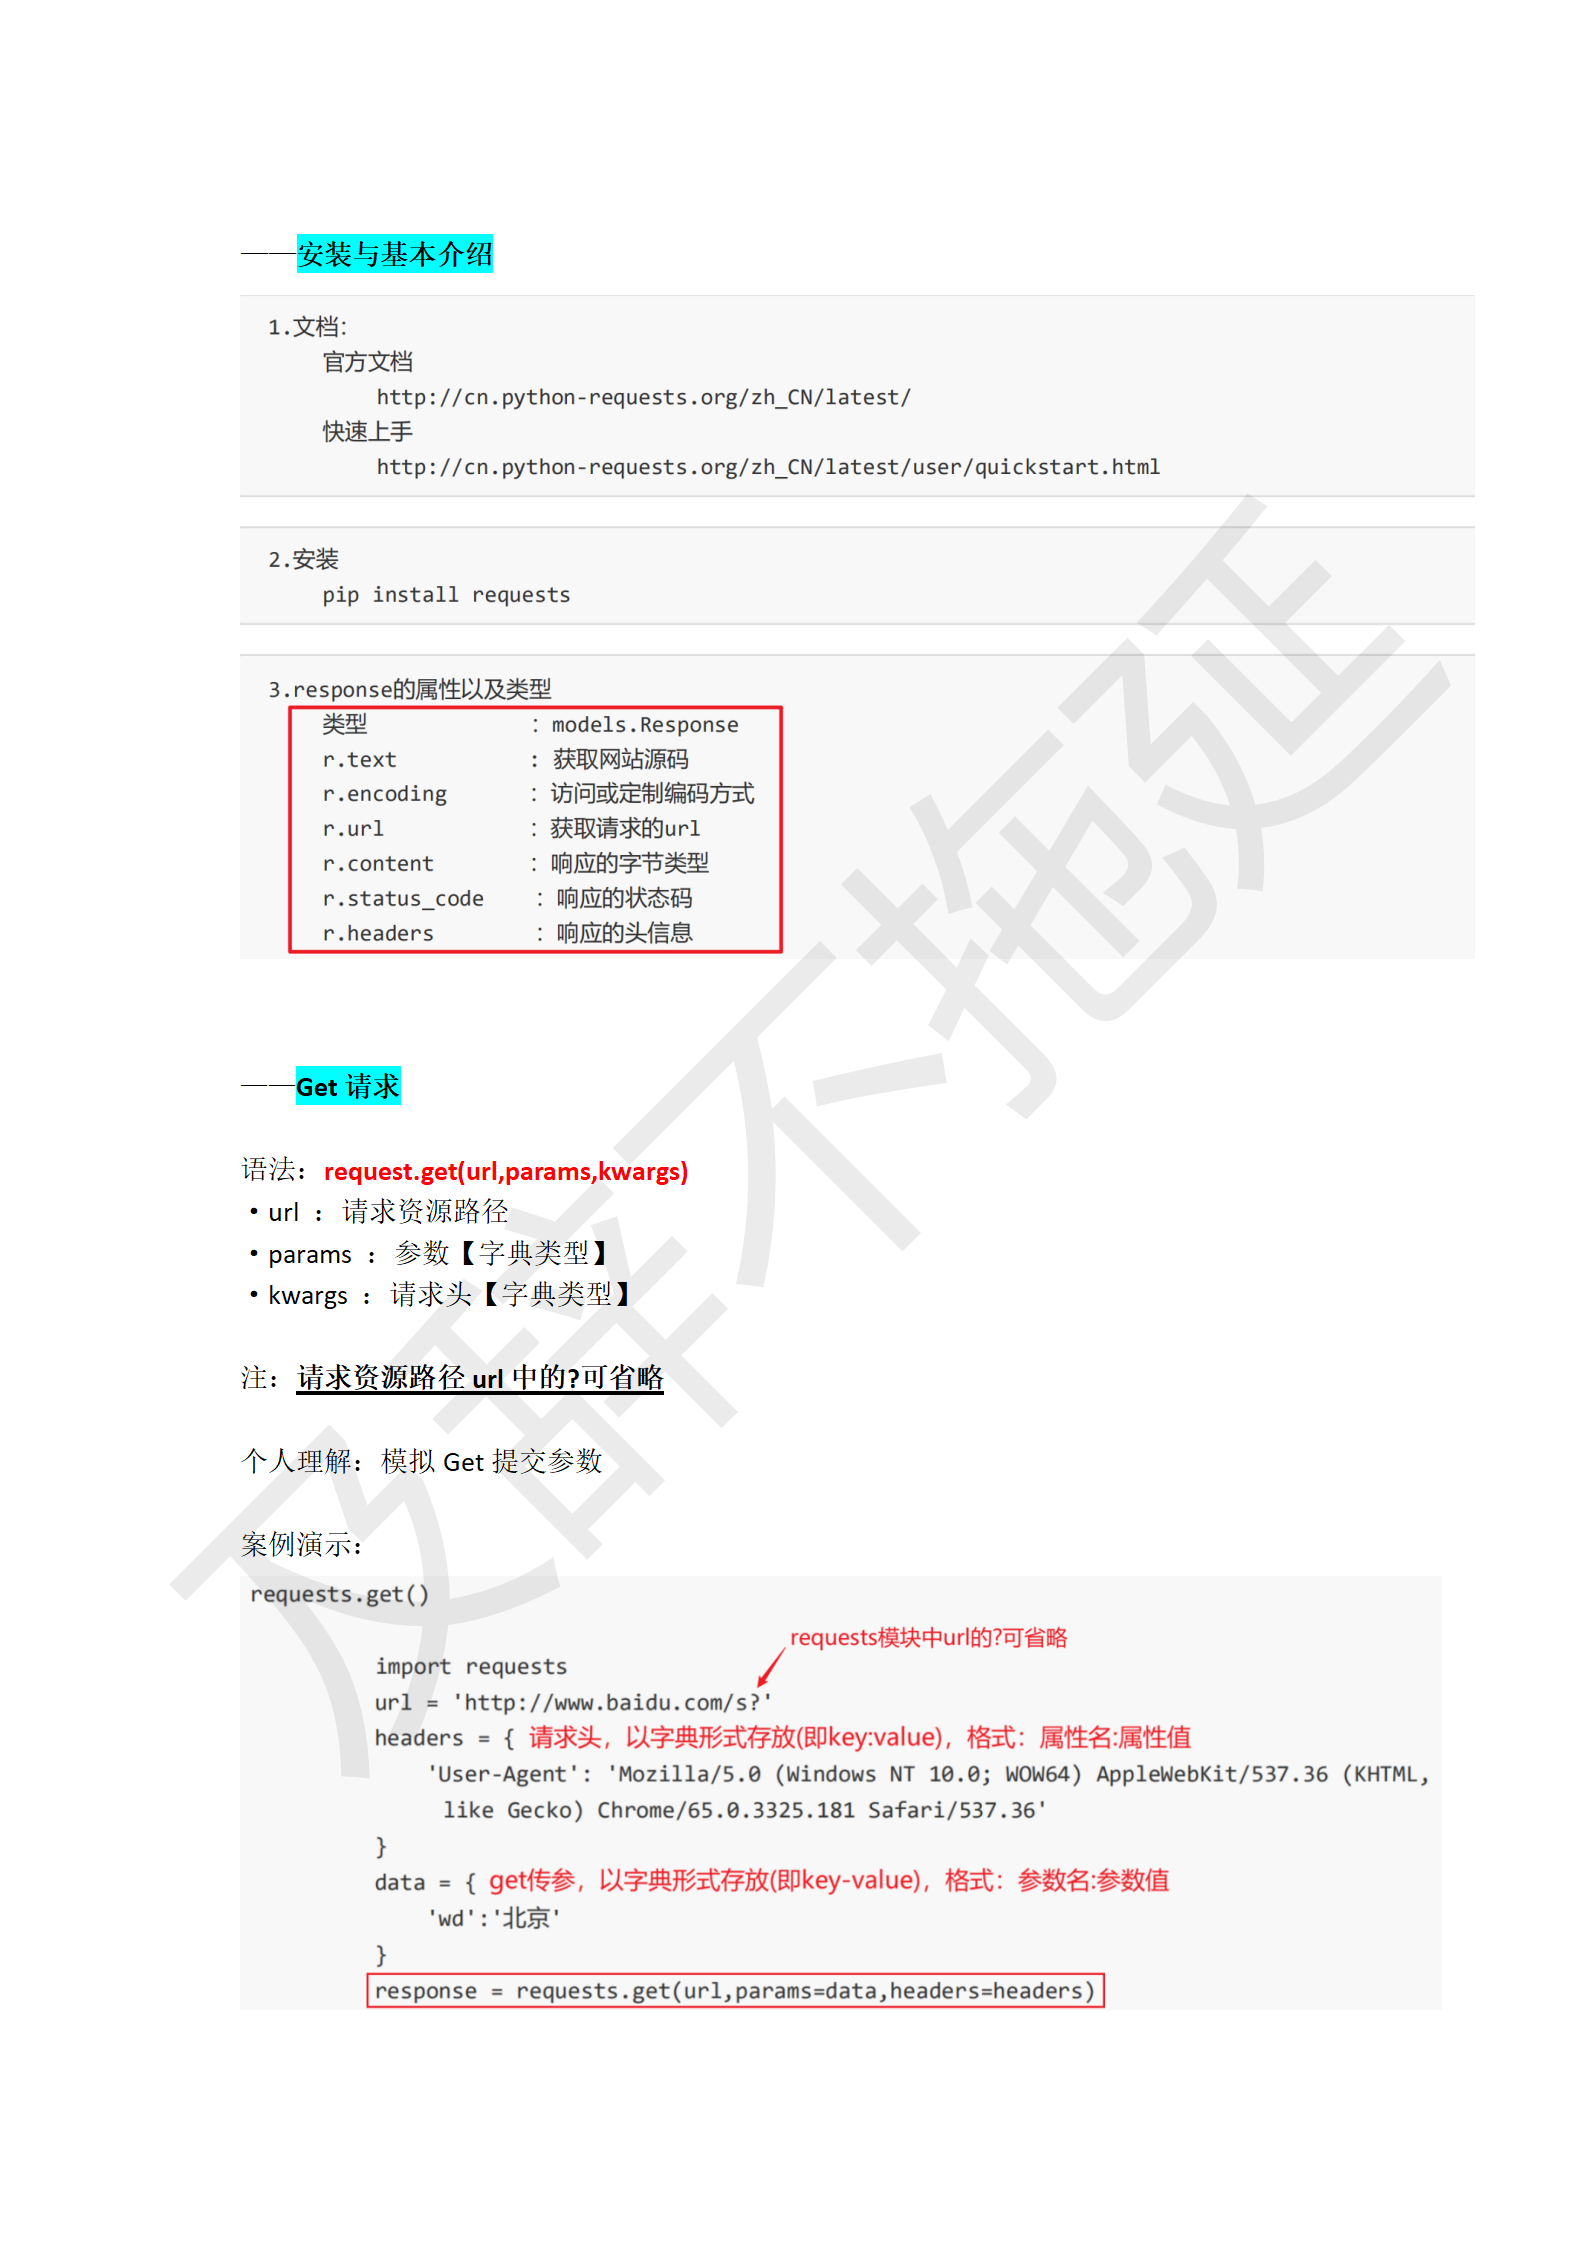 ——安装与基本介绍
1.文档：
官方文档
http://cn.python-requests.org/zh_CN/latest/
快速上手
http://cn.python-requests.org/zh_CN/latest/user/quickstart.html
2.安装
pip install requests
3.response的属性以及类型
类型 ：models.Response
r.text : 获取网站源码
r.encoding ：访问或定制编码方式
r.url ：获取请求的url
r.content ：响应的字节类型
r.status_code ：响应的状态码
r.headers ：响应的头信息
——Get 请求
语法：request.get(url,params,kwargs)
•url ：请求资源路径
•params ：参数【字典类型】
•kwargs ：请求头【字典类型】
注：请求资源路径 url 中的?可省略
个人理解：模拟 Get 提交参数
案例演示：
requests.get()
requests模块中url的?可省略
import requests
url = 'http://www.baidu.com/s?'
headers = { 请求头，以字典形式存放(即key:value)，格式：属性名:属性值
'User-Agent': 'Mozilla/5.0 (Windows NT 10.0; WOW64) AppleWebKit/537.36 (KHTML,
like Gecko) Chrome/65.0.3325.181 Safari/537.36'
}
data = { get传参，以字典形式存放(即key-value)，格式：参数名:参数值
'wd':'北京'
}
response = requests.get(url,params=data,headers=headers)
及辞不拖延